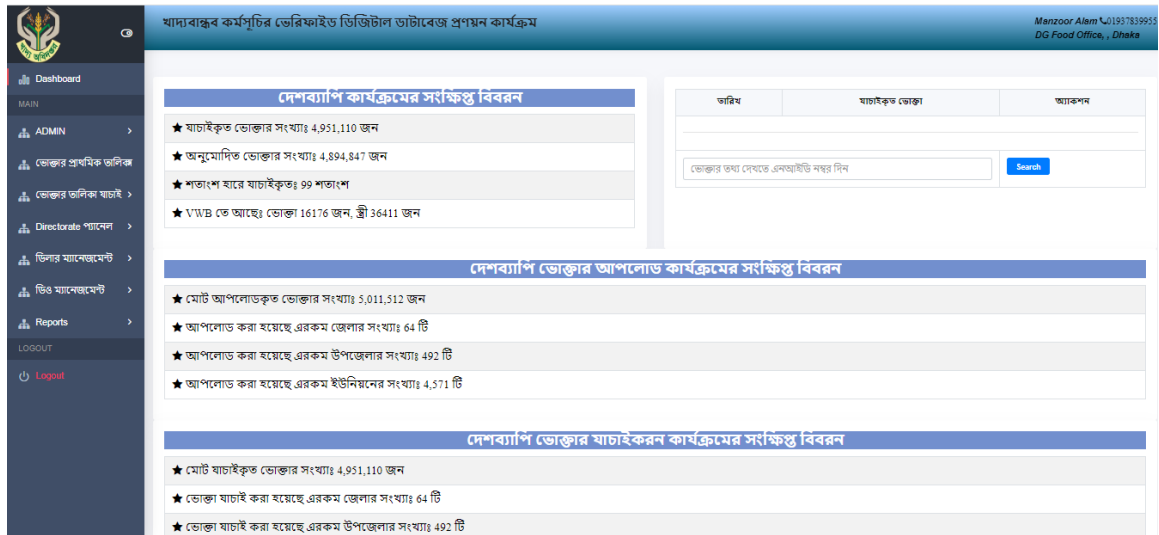 খাদ্যবান্ধব কর্মসূচির ভেরিফাইড ডিজিটাল ডাটাবেজ প্রণয়ন কার্যক্রম
Manzoor Alam 01937839955
DG Food Office, , Dhaka
Dashboard
MAIN
ADMIN
ভোক্তার প্রাথমিক তালিকা
ভোক্তার তালিকা যাচাই
Directorate প্যানেল
ডিলার ম্যানেজমেন্ট
ডিও ম্যানেজমেন্ট
Reports
LOGOUT
Logout
দেশব্যাপি কার্যক্রমের সংক্ষিপ্ত বিবরন
★ যাচাইকৃত ভোক্তার সংখ্যাঃ 4,951,110 জন
★ অনুমোদিত ভোক্তার সংখ্যাঃ 4,894,847 জন
★ শতাংশ হারে যাচাইকৃতঃ 99 শতাংশ
★ VWB তে আছেঃ ভোক্তা 16176 জন, স্ত্রী 36411 জন
তারিখ যাচাইকৃত ভোক্তা অ্যাকশন
ভোক্তার তথ্য দেখতে এনআইডি নম্বর দিন Search
দেশব্যাপি ভোক্তার আপলোড কার্যক্রমের সংক্ষিপ্ত বিবরন
★ মোট আপলোডকৃত ভোক্তার সংখ্যাঃ 5,011,512 জন
★ আপলোড করা হয়েছে এরকম জেলার সংখ্যাঃ 64 টি
★ আপলোড করা হয়েছে এরকম উপজেলার সংখ্যাঃ 492 টি
★ আপলোড করা হয়েছে এরকম ইউনিয়নের সংখ্যাঃ 4,571 টি
দেশব্যাপি ভোক্তার যাচাইকরন কার্যক্রমের সংক্ষিপ্ত বিবরন
★ মোট যাচাইকৃত ভোক্তার সংখ্যাঃ 4,951,110 জন
★ ভোক্তা যাচাই করা হয়েছে এরকম জেলার সংখ্যাঃ 64 টি
★ ভোক্তা যাচাই করা হয়েছে এরকম উপজেলার সংখ্যাঃ 492 টি